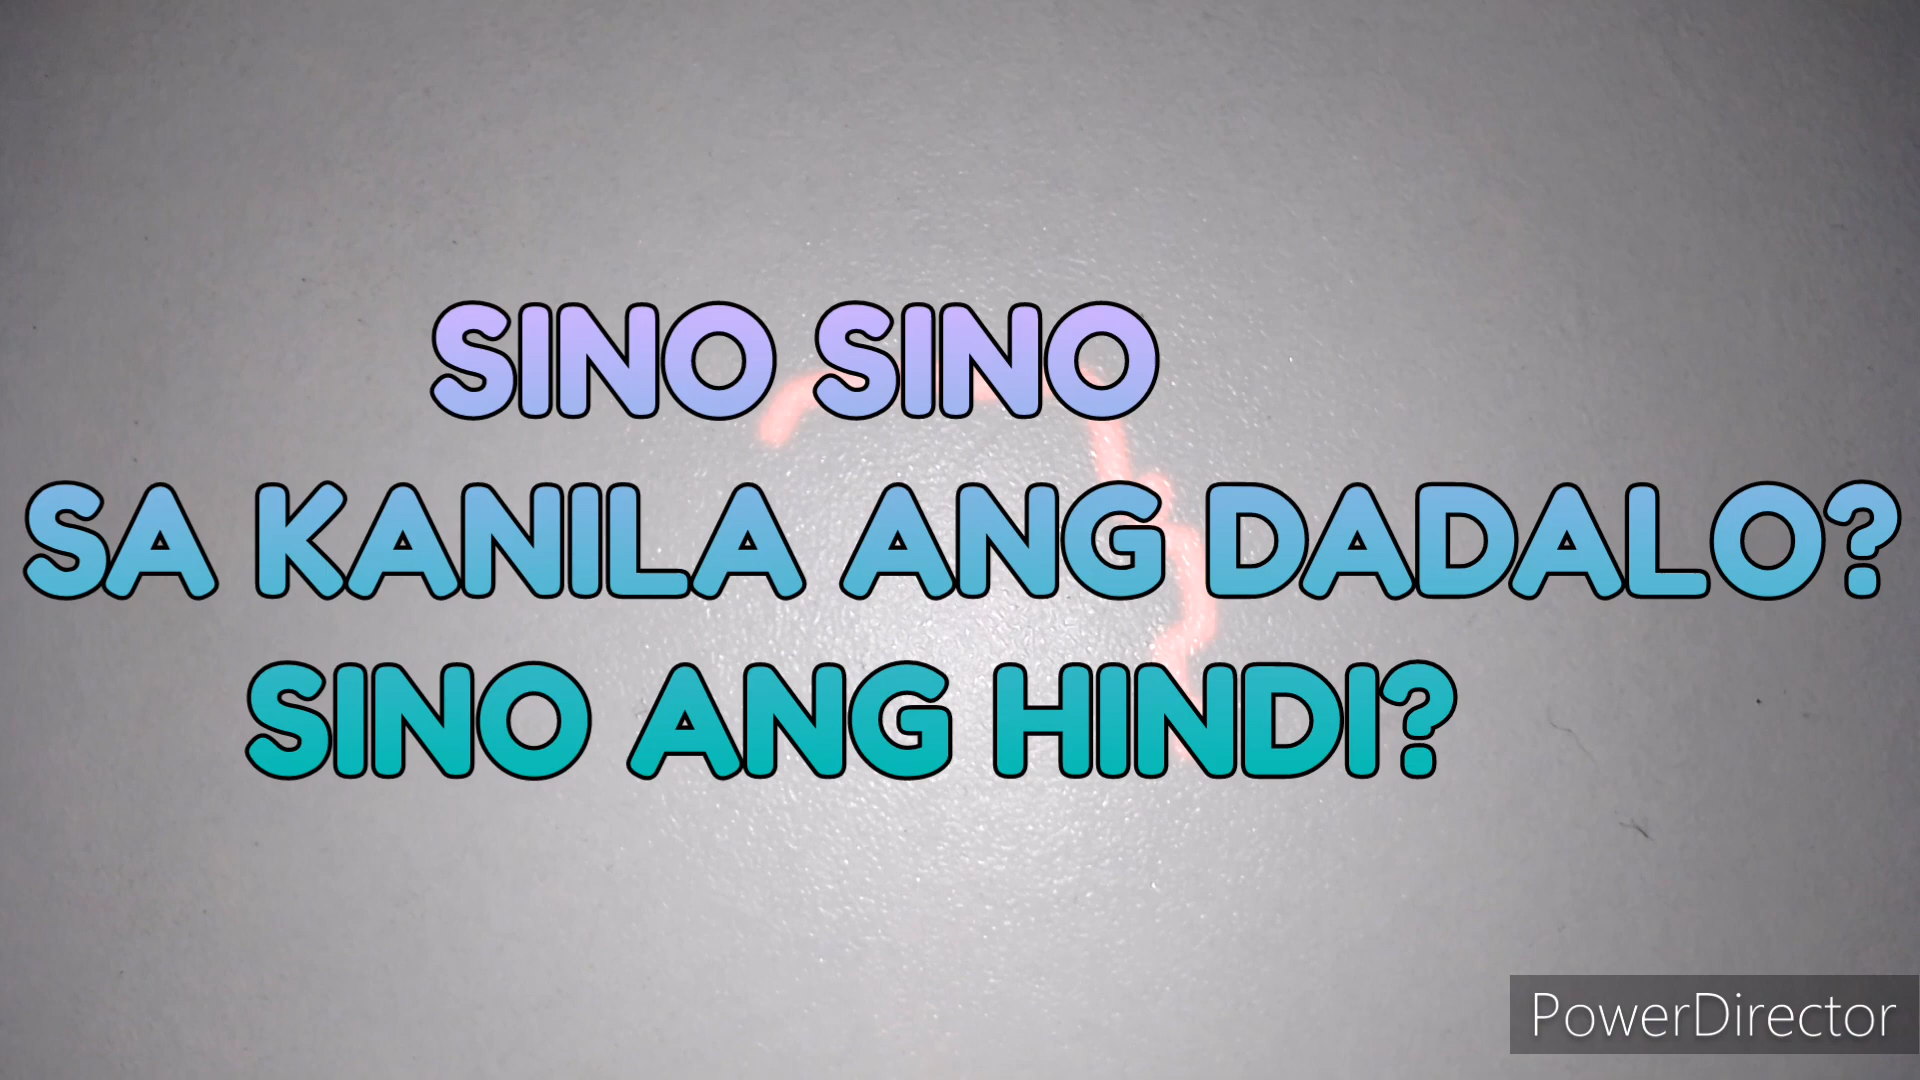 SINO SINO
SA KANILA ANG DADALO?
SINO ANG HINDI?
PowerDirector